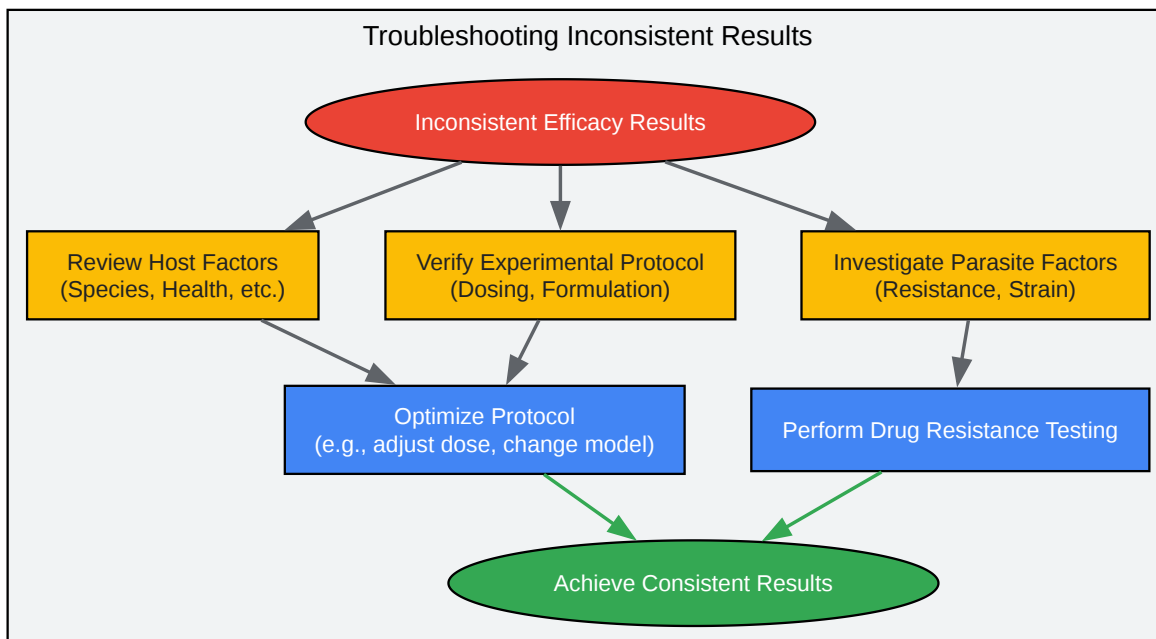 Troubleshooting Inconsistent Results
Inconsistent Efficacy Results
Review Host Factors
(Species, Health, etc.)
Verify Experimental Protocol
(Dosing, Formulation)
Investigate Parasite Factors
(Resistance, Strain)
Optimize Protocol
(e.g., adjust dose, change model)
Perform Drug Resistance Testing
Achieve Consistent Results